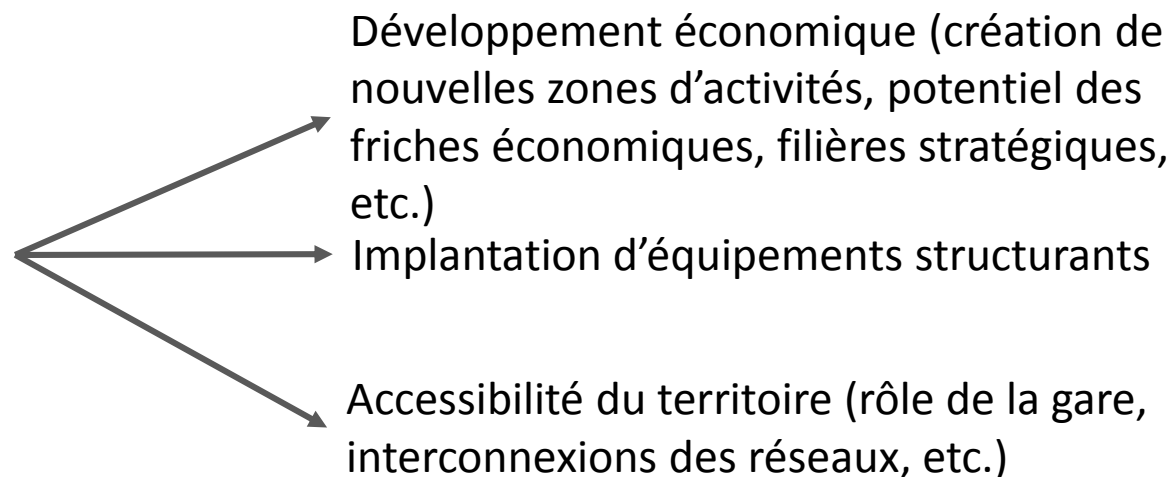 Développement économique (création de
nouvelles zones d’activités, potentiel des
friches économiques, filières stratégiques,
etc.)
Implantation d’équipements structurants
Accessibilité du territoire (rôle de la gare,
interconnexions des réseaux, etc.)